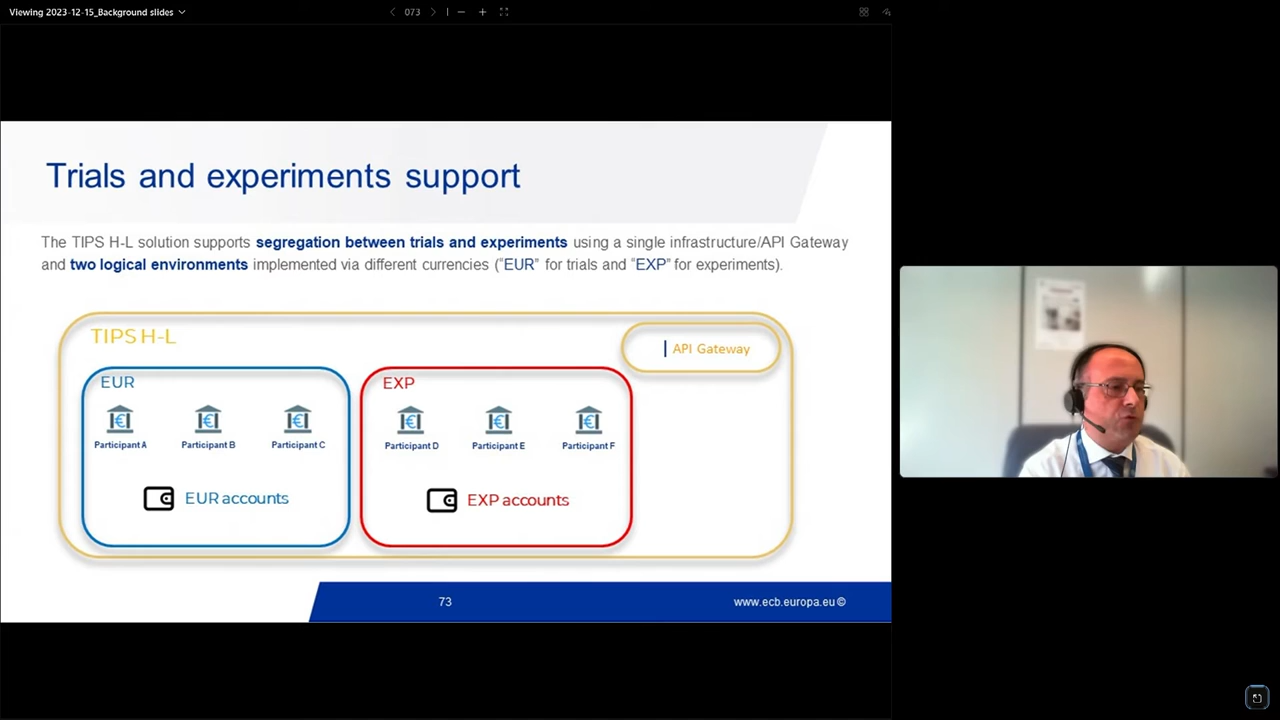 Viewing 2023-12-15_Background slides
073
Trials and experiments support
The TIPS H-L solution supports segregation between trials and experiments using a single infrastructure/API Gateway
and two logical environments implemented via different currencies (“EUR” for trials and “EXP” for experiments).
TIPS H-L
API Gateway
EUR
EXP
Participant A
Participant B
Participant C
Participant D
Participant E
Participant F
EUR accounts
EXP accounts
73
www.ecb.europa.eu ©